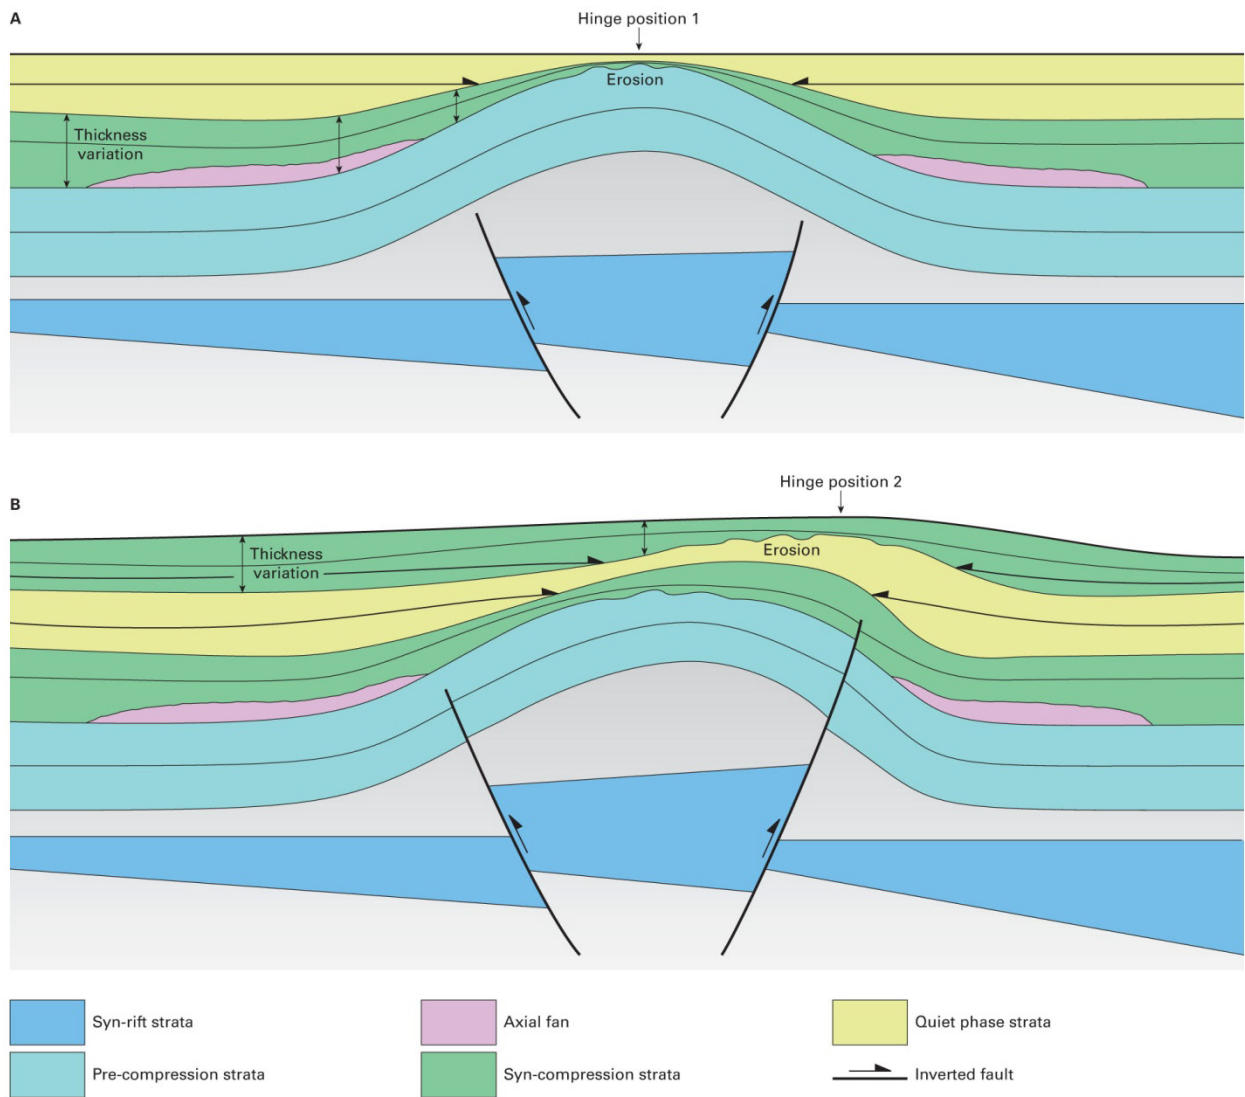 A
Hinge position 1
Erosion
Thickness
variation
B
Hinge position 2
Thickness
variation
Erosion
Syn-rift strata
Axial fan
Quiet phase strata
Pre-compression strata
Syn-compression strata
Inverted fault